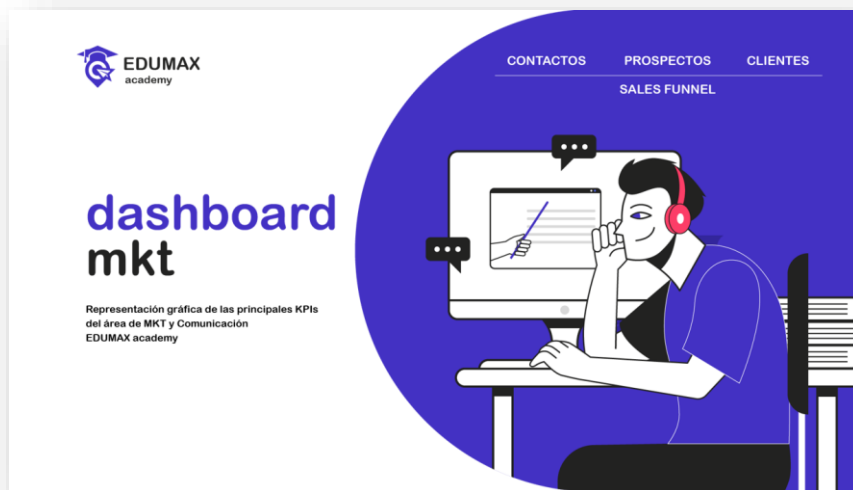 EDUMAX
academy
CONTACTOS PROSPECTOS CLIENTES
SALES FUNNEL
dashboard
mkt
Representación gráfica de las principales KPIs
del área de MKT y Comunicación
EDUMAX academy